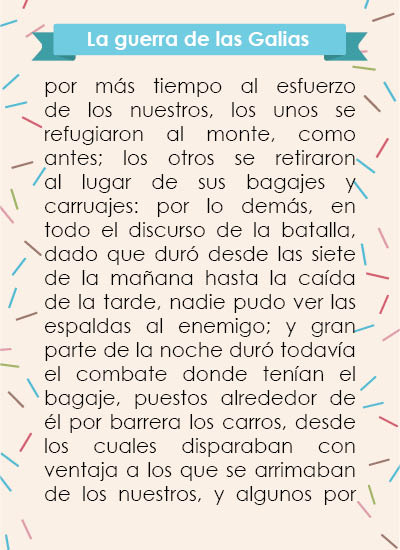 La guerra de las Galias
por más tiempo al esfuerzo
de los nuestros, los unos se
refugiaron al monte, como
antes; los otros se retiraron
al lugar de sus bagajes y
carruajes: por lo demás, en
todo el discurso de la batalla,
dado que duró desde las siete
de la mañana hasta la caída
de la tarde, nadie pudo ver las
espaldas al enemigo; y gran
parte de la noche duró todavía
el combate donde tenían el
bagaje, puestos alrededor de
él por barrera los carros, desde
los cuales disparaban con
ventaja a los que se arrimaban
de los nuestros, y algunos por